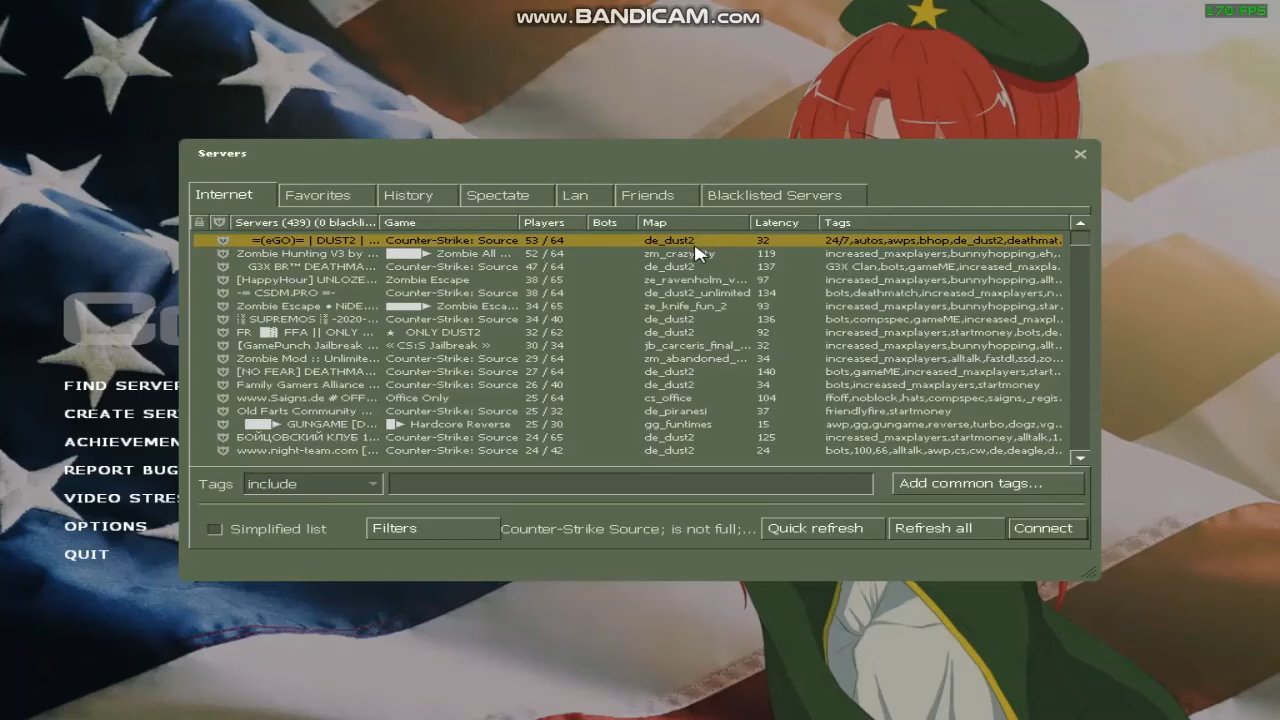 www.BANDICAM.com
170 FPS
Servers
Internet Favorites History Spectate Lan Friends Blacklisted Servers
Servers (439) (0 blackli... Game Players Bots Map Latency Tags
=(eGO)= | DUST2 | ... Counter-Strike: Source 53 / 64 de_dust2 32 24/7,autos,awps,bhop,de_dust2,deathmat...
Zombie Hunting V3 by ... Zombie All ... 52 / 64 119 increased_maxplayers,bunnyhopping,eh,...
G3X BR™ DEATHMA... Counter-Strike: Source 47 / 64 de_dust2 137 G3X Clan,bots,gameME,increased_maxpla...
[HappyHour] UNLOZE... Zombie Escape 38 / 65 ze_ravenholm_v... 97 increased_maxplayers,bunnyhopping,allt...
-= CSDM.PRO =- Counter-Strike: Source 38 / 64 de_dust2_unlimited 134 bots,deathmatch,increased_maxplayers,n...
Zombie Escape • NiDE... Zombie Esca... 34 / 65 ze_knife_fun_2 93 increased_maxplayers,bunnyhopping,star...
SUPREMOS -2020-... Counter-Strike: Source 34 / 64 de_dust2 136 bots,compspec,gameME,increased_maxpl...
FR FFA || ONLY ... ★ ONLY DUST2 32 / 62 de_dust2 92 increased_maxplayers,startmoney,bots,de...
[GamePunch Jailbreak ... «CS:S Jailbreak » 30 / 34 jb_carceris_final_... 34 increased_maxplayers,bunnyhopping,allt...
Zombie Mod :: Unlimite... Counter-Strike: Source 29 / 64 zm_abandoned_... 34 increased_maxplayers,alltalk,fastdl,ssd,zo...
[NO FEAR] DEATHMA... Counter-Strike: Source 27 / 64 de_dust2 140 bots,gameME,increased_maxplayers,start...
Family Gamers Alliance ... Counter-Strike: Source 26 / 40 de_dust2 34 bots,increased_maxplayers,startmoney
www.Saigns.de # OFF... Office Only 25 / 64 cs_office 104 ffoff,noblock,hats,compspec,saigns,_regis...
Old Farts Community ... Counter-Strike: Source 25 / 32 de_piranesi 37 friendlyfire,startmoney
GUNGAME [D... Hardcore Reverse 25 / 30 gg_funtimes 15 awp,gg,gungame,reverse,turbo,dogz,vg...
БОЙЦОВСКИЙ КЛУБ 1... Counter-Strike: Source 24 / 65 de_dust2 125 increased_maxplayers,startmoney,alltalk,1...
www.night-team.com [... Counter-Strike: Source 24 / 42 de_dust2 24 bots,100,66,alltalk,awp,cs,cw,de,deagle,d...
Tags include Add common tags...
Simplified list Filters Counter-Strike Source; is not full;... Quick refresh Refresh all Connect
FIND SERVER
CREATE SER
ACHIEVEMEN
REPORT BUG
VIDEO STRES
OPTIONS
QUIT